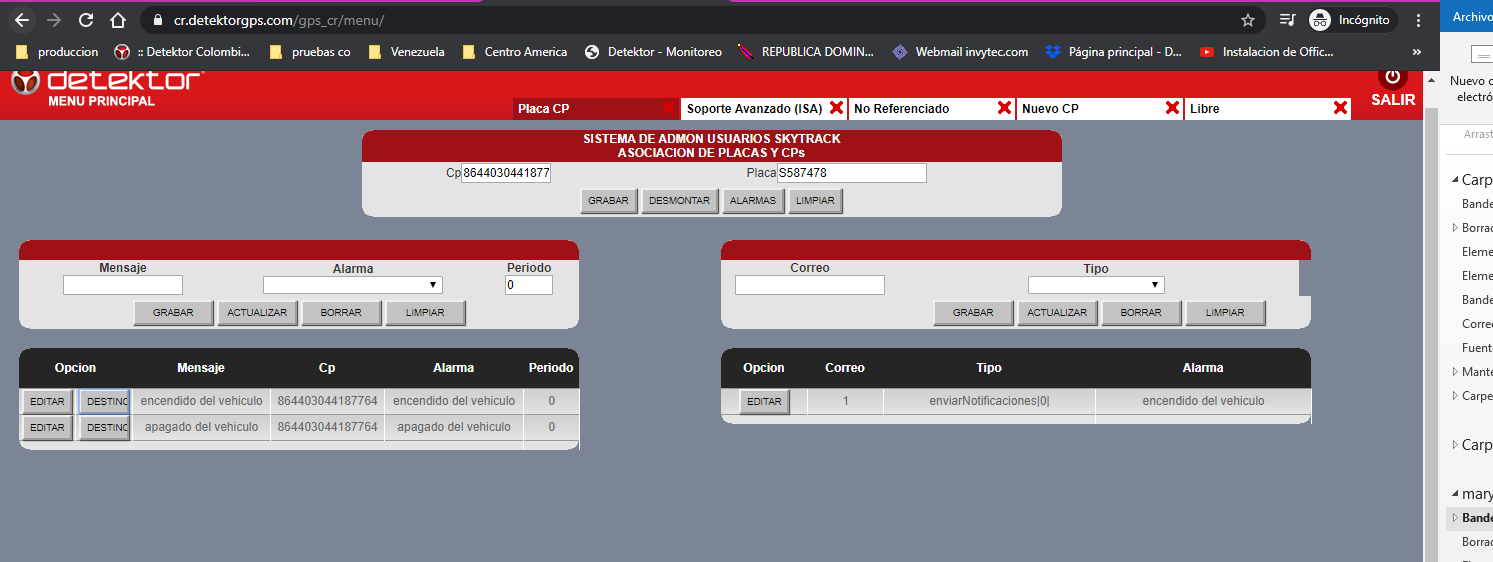 cr.detektorgps.com/gps_cr/menu/
Incógnito
Archivo
produccion
:: Detektor Colombi...
pruebas co
Venezuela
Centro America
Detektor - Monitoreo
REPUBLICA DOMIN...
Webmail invytec.com
Página principal - D...
Instalacion de Offic...
»
Nuevo c
electró
Arrast
detektor
MENU PRINCIPAL
Placa CP
Soporte Avanzado (ISA)
No Referenciado
Nuevo CP
Libre
SALIR
SISTEMA DE ADMON USUARIOS SKYTRACK
ASOCIACION DE PLACAS Y CPs
Cp 8644030441877
Placa S587478
GRABAR DESMONTAR ALARMAS LIMPIAR
Mensaje Alarma Periodo
0
GRABAR ACTUALIZAR BORRAR LIMPIAR
Correo Tipo
GRABAR ACTUALIZAR BORRAR LIMPIAR
Opcion Mensaje Cp Alarma Periodo
EDITAR DESTINO encendido del vehiculo 864403044187764 encendido del vehiculo 0
EDITAR DESTINO apagado del vehiculo 864403044187764 apagado del vehiculo 0
Opcion Correo Tipo Alarma
EDITAR 1 enviarNotificaciones|0| encendido del vehiculo
Carp
Bande
Borrac
Eleme
Eleme
Bande
Corre
Fuent
Mante
Carpe
Carp
mary
Bande
Borrac